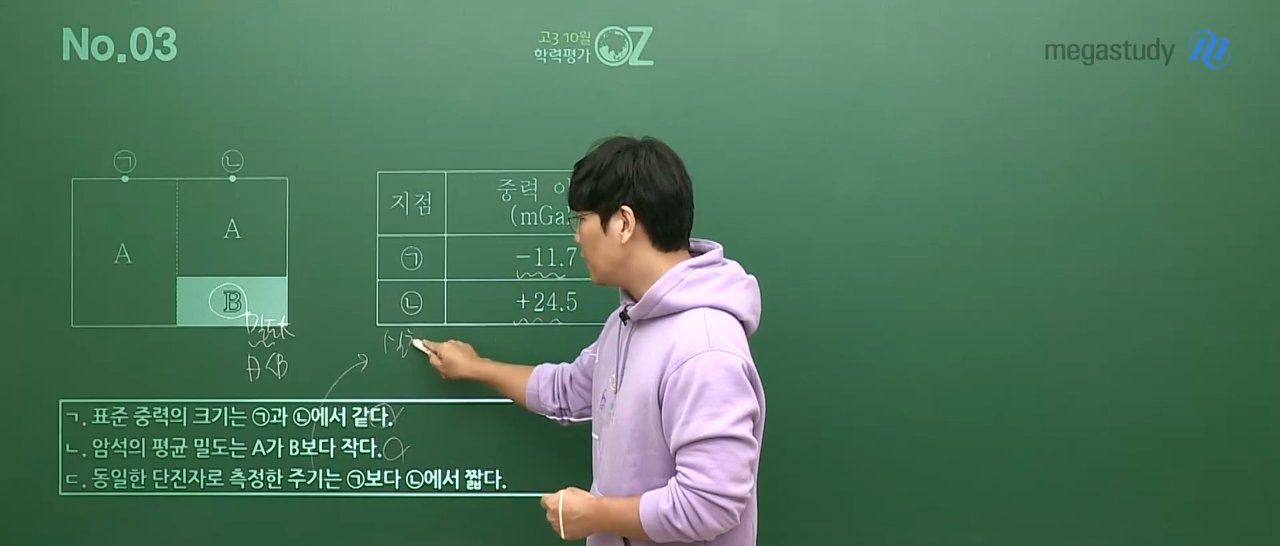 No.03
고3 10월
학력평가 OZ
megastudy
㉠ ㉡
A
A
B
밀도大
A<B
지점 중력
(mGa
㉠ -11.7
㉡ +24.5
ㄱ. 표준 중력의 크기는 ㉠과 ㉡에서 같다.
ㄴ. 암석의 평균 밀도는 A가 B보다 작다.
ㄷ. 동일한 단진자로 측정한 주기는 ㉠보다 ㉡에서 짧다.